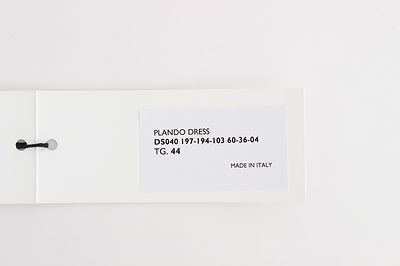 PLANDO DRESS
DS040 197-194-103 60-36-04
TG. 44
MADE IN ITALY